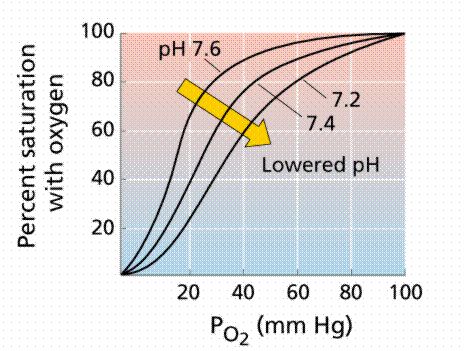 100
pH 7.6
80
7.2
7.4
60
Lowered pH
40
20
Percent saturation
with oxygen
20 40 60 80 100
PO2 (mm Hg)